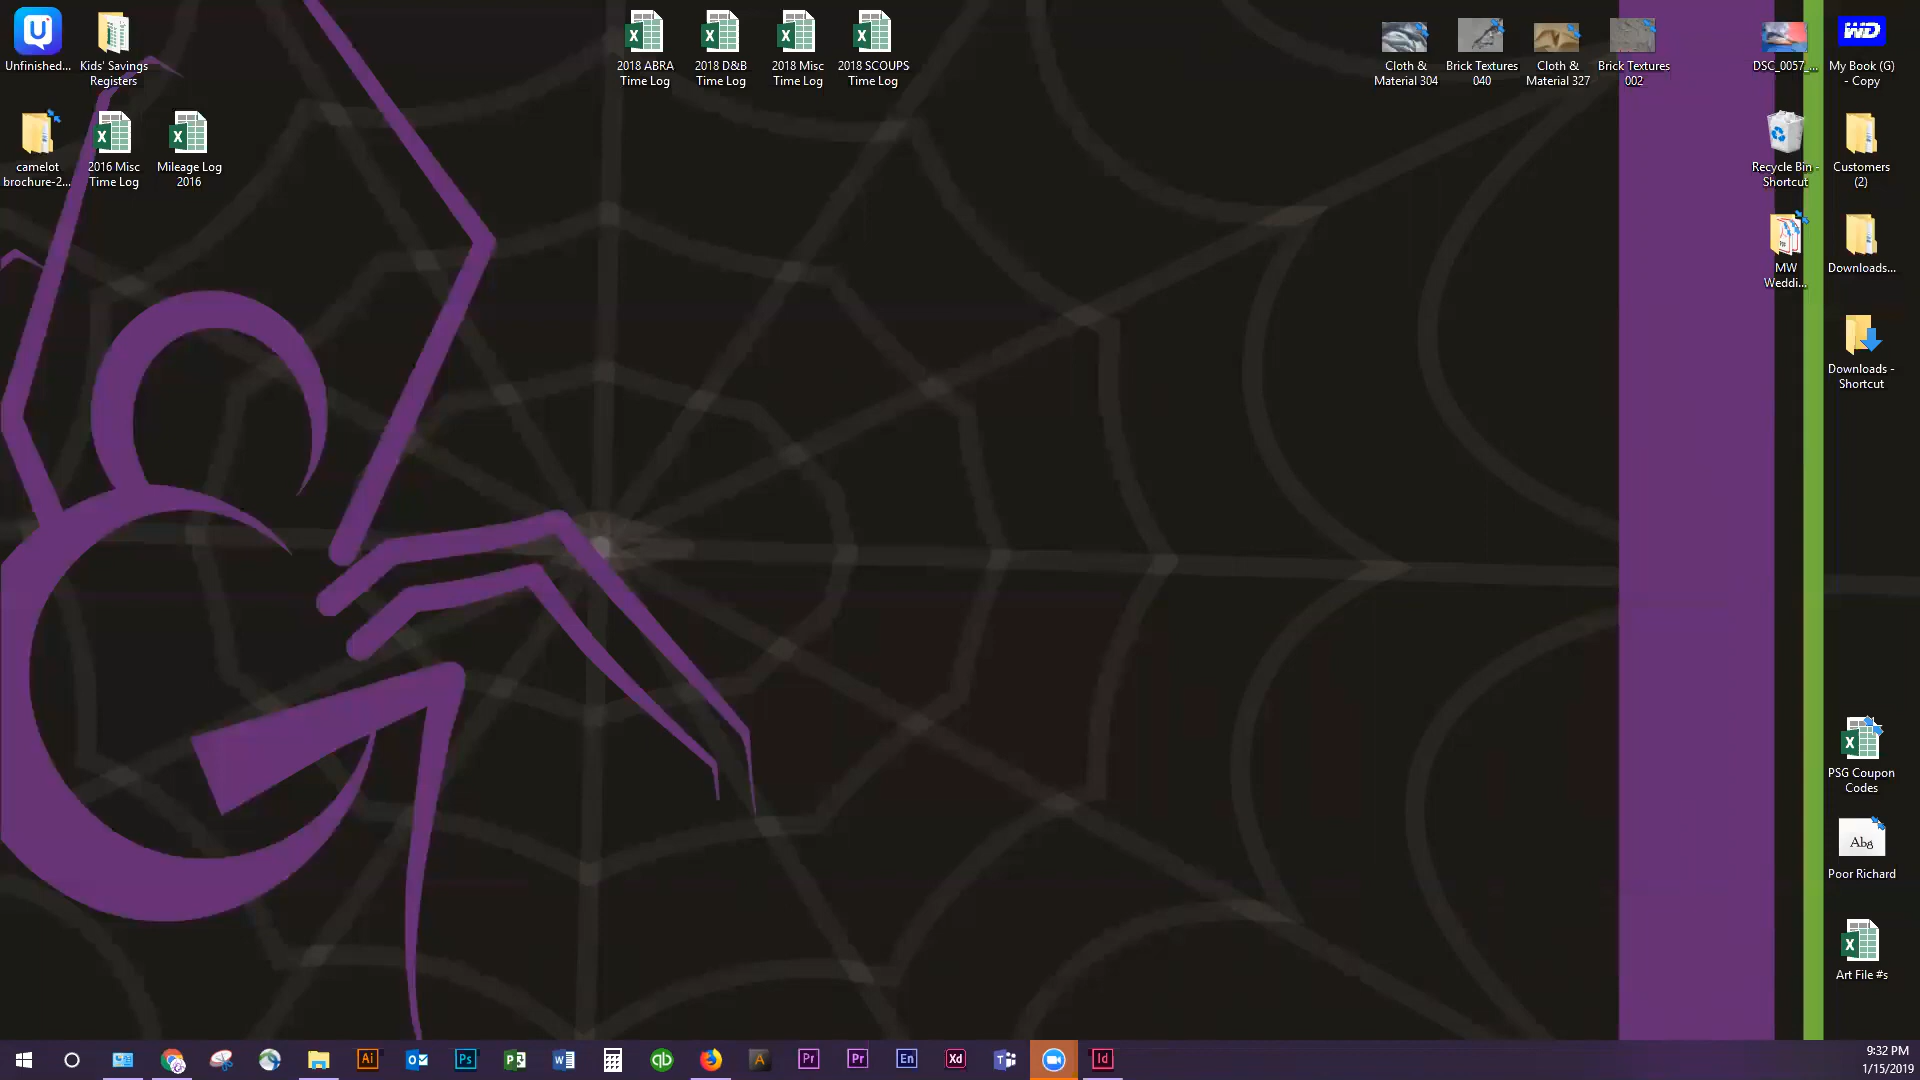 Unfinished...
Kids' Savings
Registers
2018 ABRA
Time Log
2018 D&B
Time Log
2018 Misc
Time Log
2018 SCOUPS
Time Log
Cloth &
Material 304
Brick Textures
040
Cloth &
Material 327
Brick Textures
002
DSC_0057_...
WD
My Book (G)
- Copy
camelot
brochure-2...
2016 Misc
Time Log
Mileage Log
2016
Recycle Bin -
Shortcut
Customers
(2)
MW
Weddi...
Downloads...
Downloads -
Shortcut
PSG Coupon
Codes
Abg
Poor Richard
Art File #s
Ai
Ps
qb
Pr
Pr
En
Xd
Id
9:32 PM
1/15/2019